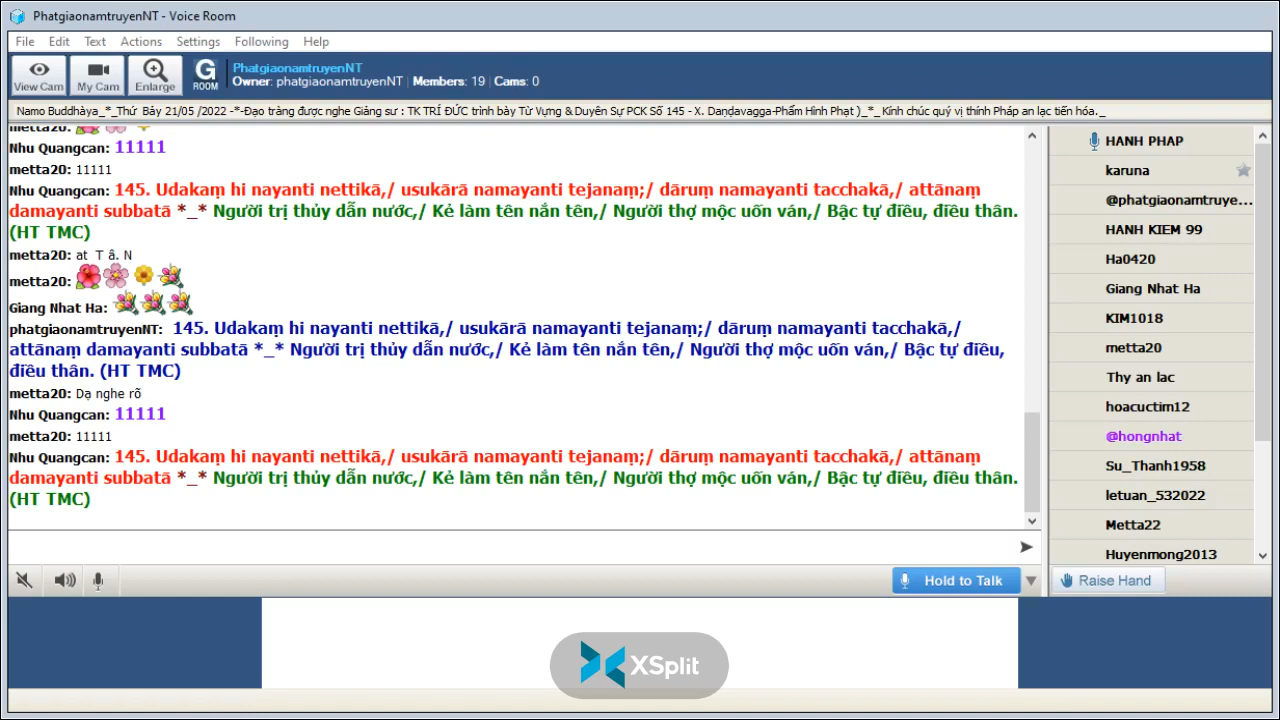 PhatgiaonamtruyenNT - Voice Room
File Edit Text Actions Settings Following Help
View Cam My Cam Enlarge G ROOM
PhatgiaonamtruyenNT
Owner: phatgiaonamtruyenNT | Members: 19 | Cams: 0
Namo Buddhàya_*_Thứ Bảy 21/05 /2022 -*-Đạo tràng được nghe Giảng sư : TK TRÍ ĐỨC trình bày Từ Vựng & Duyên Sự PCK Số 145 - X. Daṇḍavagga-Phẩm Hình Phạt )_*_ Kính chúc quý vị thính Pháp an lạc tiến hóa._
metta20:
Nhu Quangcan: 11111
metta20: 11111
Nhu Quangcan: 145. Udakaṃ hi nayanti nettikā,/ usukārā namayanti tejanaṃ;/ dāruṃ namayanti tacchakā,/ attānaṃ
damayanti subbatā *_* Người trị thủy dẫn nước,/ Kẻ làm tên nắn tên,/ Người thợ mộc uốn ván,/ Bậc tự điều, điều thân.
(HT TMC)
metta20: at T â. N
metta20:
Giang Nhat Ha:
phatgiaonamtruyenNT: 145. Udakaṃ hi nayanti nettikā,/ usukārā namayanti tejanaṃ;/ dāruṃ namayanti tacchakā,/
attānaṃ damayanti subbatā *_* Người trị thủy dẫn nước,/ Kẻ làm tên nắn tên,/ Người thợ mộc uốn ván,/ Bậc tự điều,
điều thân. (HT TMC)
metta20: Dạ nghe rõ
Nhu Quangcan: 11111
metta20: 11111
Nhu Quangcan: 145. Udakaṃ hi nayanti nettikā,/ usukārā namayanti tejanaṃ;/ dāruṃ namayanti tacchakā,/ attānaṃ
damayanti subbatā *_* Người trị thủy dẫn nước,/ Kẻ làm tên nắn tên,/ Người thợ mộc uốn ván,/ Bậc tự điều, điều thân.
(HT TMC)
HANH PHAP
karuna
@phatgiaonamtruye...
HANH KIEM 99
Ha0420
Giang Nhat Ha
KIM1018
metta20
Thy an lac
hoacuctim12
@hongnhat
Su_Thanh1958
letuan_532022
Metta22
Huyenmong2013
Hold to Talk
Raise Hand
XSplit